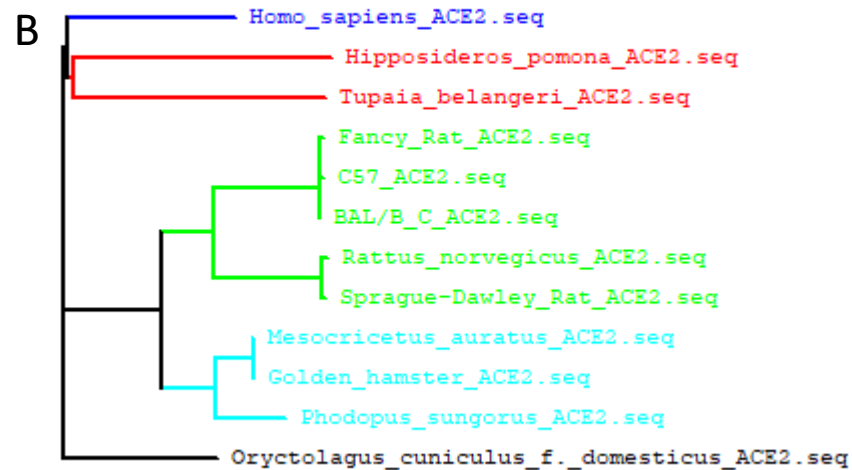 B
Homo_sapiens_ACE2.seq
Hipposideros_pomona_ACE2.seq
Tupaia_belangeri_ACE2.seq
Fancy_Rat_ACE2.seq
C57_ACE2.seq
BAL/B_C_ACE2.seq
Rattus_norvegicus_ACE2.seq
Sprague-Dawley_Rat_ACE2.seq
Mesocricetus_auratus_ACE2.seq
Golden_hamster_ACE2.seq
Phodopus_sungorus_ACE2.seq
Oryctolagus_cuniculus_f._domesticus_ACE2.seq